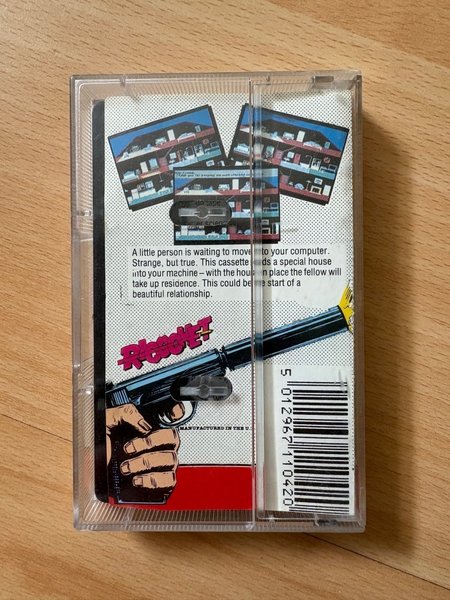 A little person is waiting to move into your computer.
Strange, but true. This cassette loads a special house
into your machine – with the house in place the fellow will
take up residence. This could be the start of a
beautiful relationship.
RICOCHET
MANUFACTURED IN THE U.
5 012967 110420